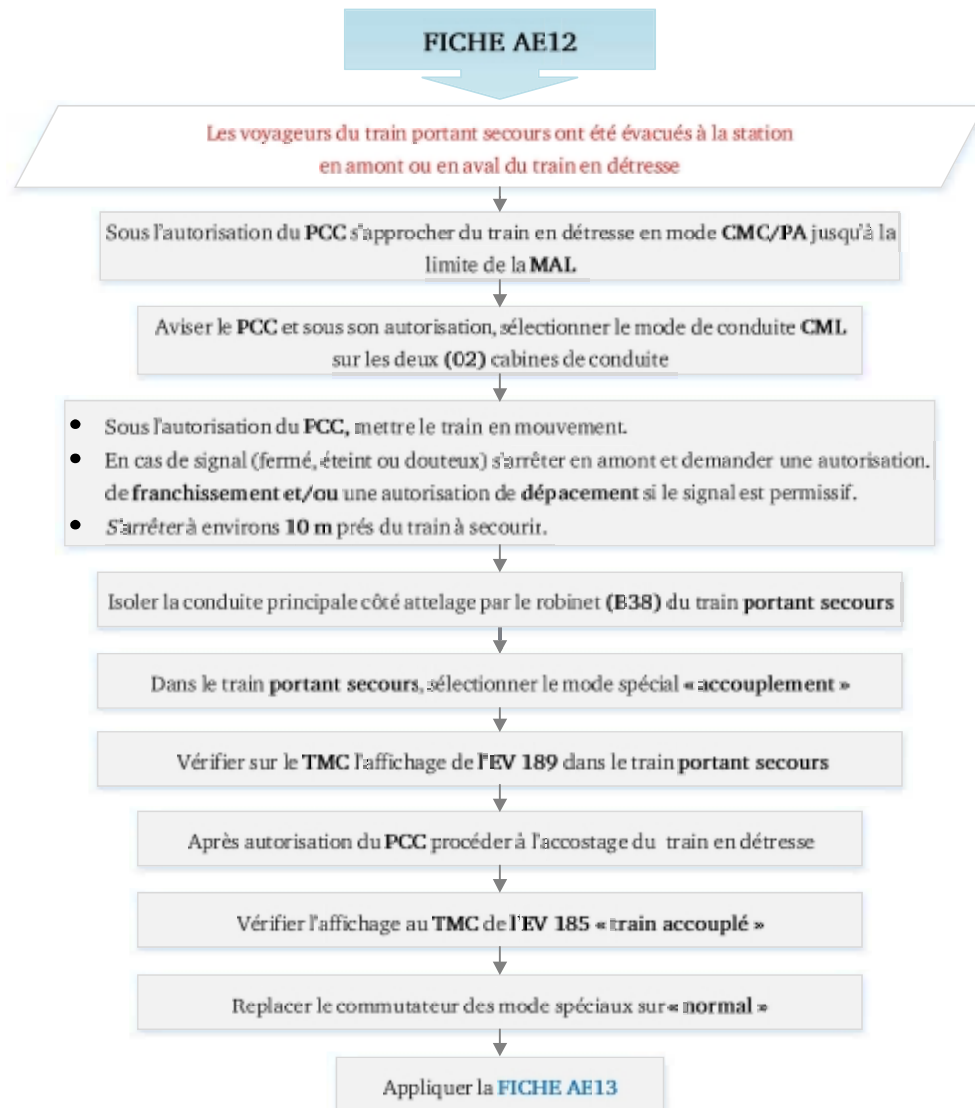 FICHE AE12
Les voyageurs du train portant secours ont été évacués à la station
en amont ou en aval du train en détresse
Sous l'autorisation du PCC s'approcher du train en détresse en mode CMC/PA jusqu'à la
limite de la MAL
Aviser le PCC et sous son autorisation, sélectionner le mode de conduite CML
sur les deux (02) cabines de conduite
• Sous l'autorisation du PCC, mettre le train en mouvement.
• En cas de signal (fermé, éteint ou douteux) s'arrêter en amont et demander une autorisation.
de franchissement et/ou une autorisation de dépacement si le signal est permissif.
• S'arrêter à environs 10 m prés du train à secourir.
Isoler la conduite principale côté attelage par le robinet (B38) du train portant secours
Dans le train portant secours, sélectionner le mode spécial « accouplement »
Vérifier sur le TMC l'affichage de l'EV 189 dans le train portant secours
Après autorisation du PCC procéder à l'accostage du train en détresse
Vérifier l'affichage au TMC de l'EV 185 « train accouplé »
Replacer le commutateur des mode spéciaux sur « normal »
Appliquer la FICHE AE13